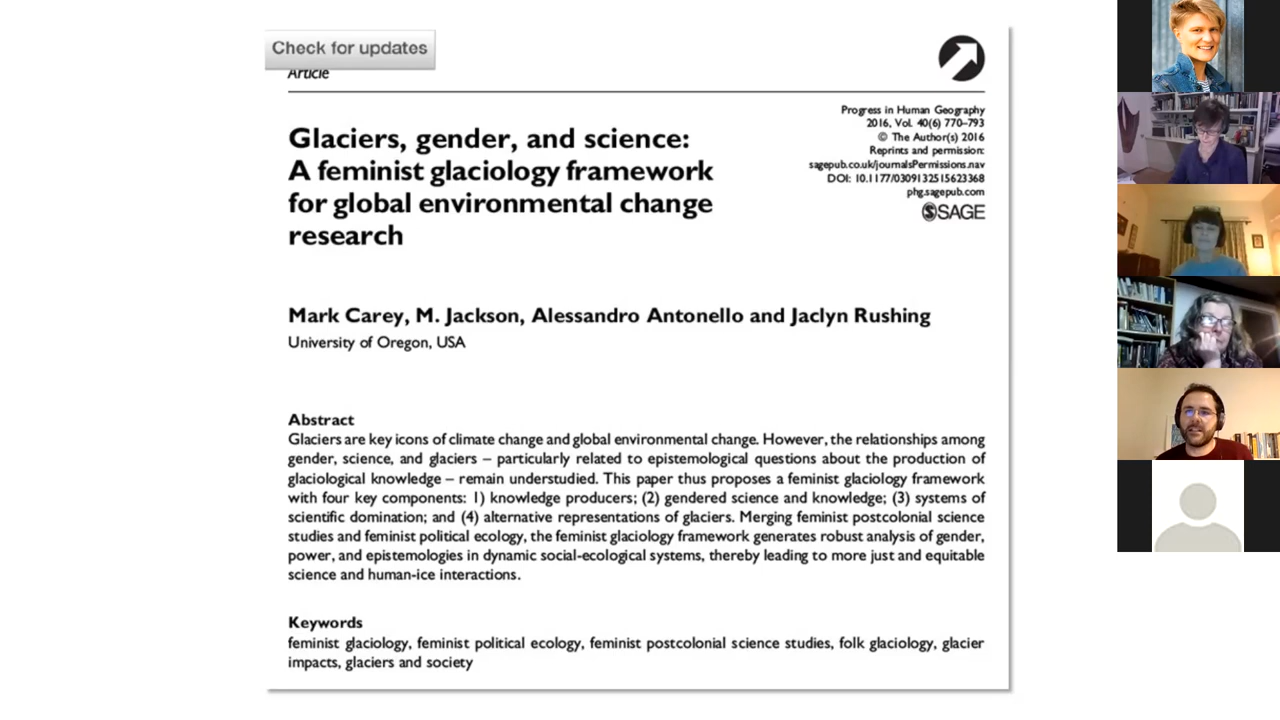 Check for updates
Article
Progress in Human Geography
2016, Vol. 40(6) 770–793
© The Author(s) 2016
Reprints and permission:
sagepub.co.uk/journalsPermissions.nav
DOI: 10.1177/0309132515623368
phg.sagepub.com
SAGE
Glaciers, gender, and science:
A feminist glaciology framework
for global environmental change
research
Mark Carey, M. Jackson, Alessandro Antonello and Jaclyn Rushing
University of Oregon, USA
Abstract
Glaciers are key icons of climate change and global environmental change. However, the relationships among
gender, science, and glaciers – particularly related to epistemological questions about the production of
glaciological knowledge – remain understudied. This paper thus proposes a feminist glaciology framework
with four key components: 1) knowledge producers; (2) gendered science and knowledge; (3) systems of
scientific domination; and (4) alternative representations of glaciers. Merging feminist postcolonial science
studies and feminist political ecology, the feminist glaciology framework generates robust analysis of gender,
power, and epistemologies in dynamic social-ecological systems, thereby leading to more just and equitable
science and human-ice interactions.
Keywords
feminist glaciology, feminist political ecology, feminist postcolonial science studies, folk glaciology, glacier
impacts, glaciers and society